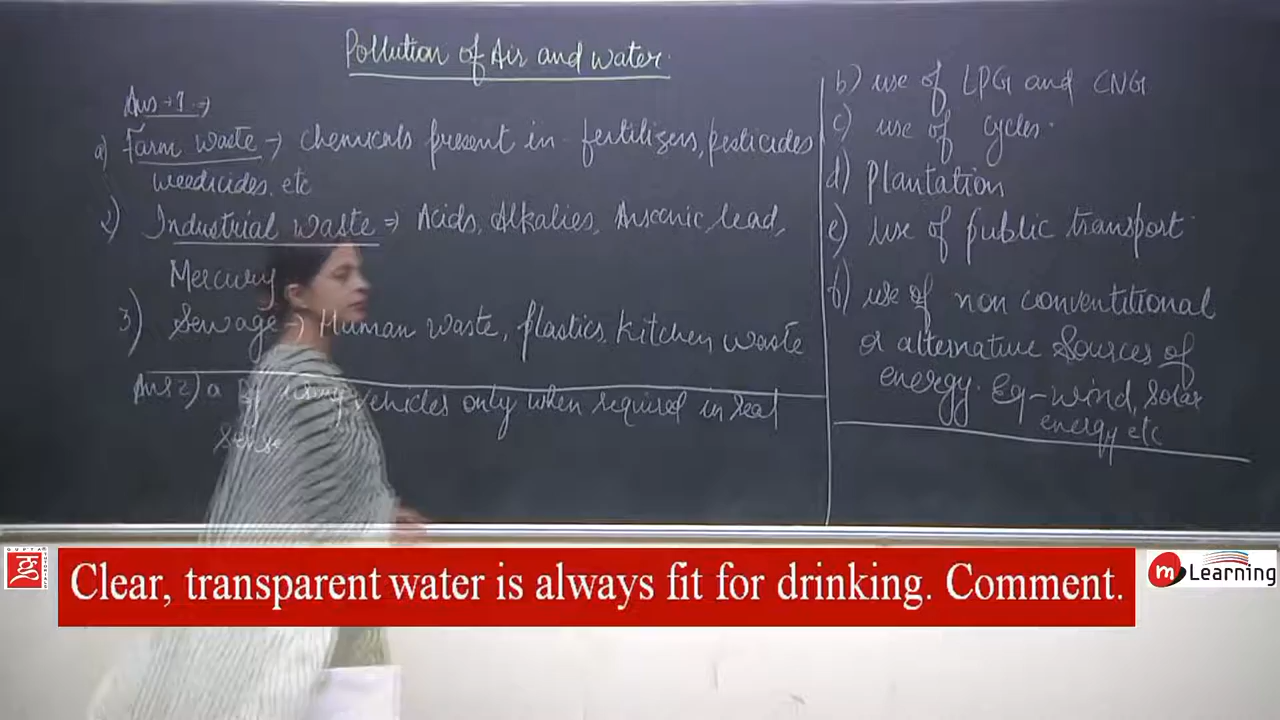 Pollution of Air and water.
Ans → 1 →
a) Farm waste → Chemicals present in fertilizers, pesticides
weedicides, etc
2) Industrial waste → Acids, Alkalies, Arsenic, lead,
Mercury
3) Sewage → Human waste, plastics, kitchen waste
Ans 2) a By using vehicles only when required in real
sense
b) use of LPG and CNG
c) use of cycles.
d) Plantation
e) use of public transport
f) use of non conventitional
or alternative sources of
energy. Eg - wind, solar
energy etc
GUPTA TUTORIALS
Clear, transparent water is always fit for drinking. Comment.
m Learning